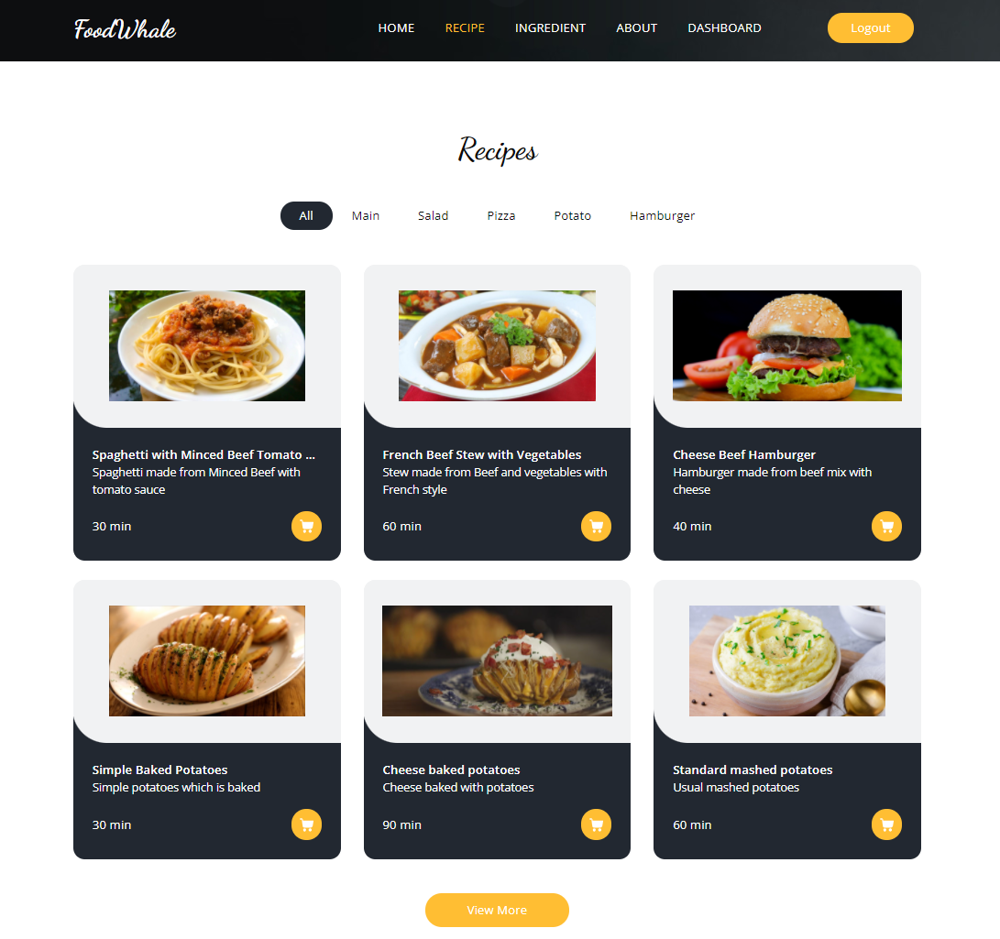 FoodWhale
HOME RECIPE INGREDIENT ABOUT DASHBOARD Logout
Recipes
All Main Salad Pizza Potato Hamburger
Spaghetti with Minced Beef Tomato ...
Spaghetti made from Minced Beef with
tomato sauce
30 min
French Beef Stew with Vegetables
Stew made from Beef and vegetables with
French style
60 min
Cheese Beef Hamburger
Hamburger made from beef mix with
cheese
40 min
Simple Baked Potatoes
Simple potatoes which is baked
30 min
Cheese baked potatoes
Cheese baked with potatoes
90 min
Standard mashed potatoes
Usual mashed potatoes
60 min
View More